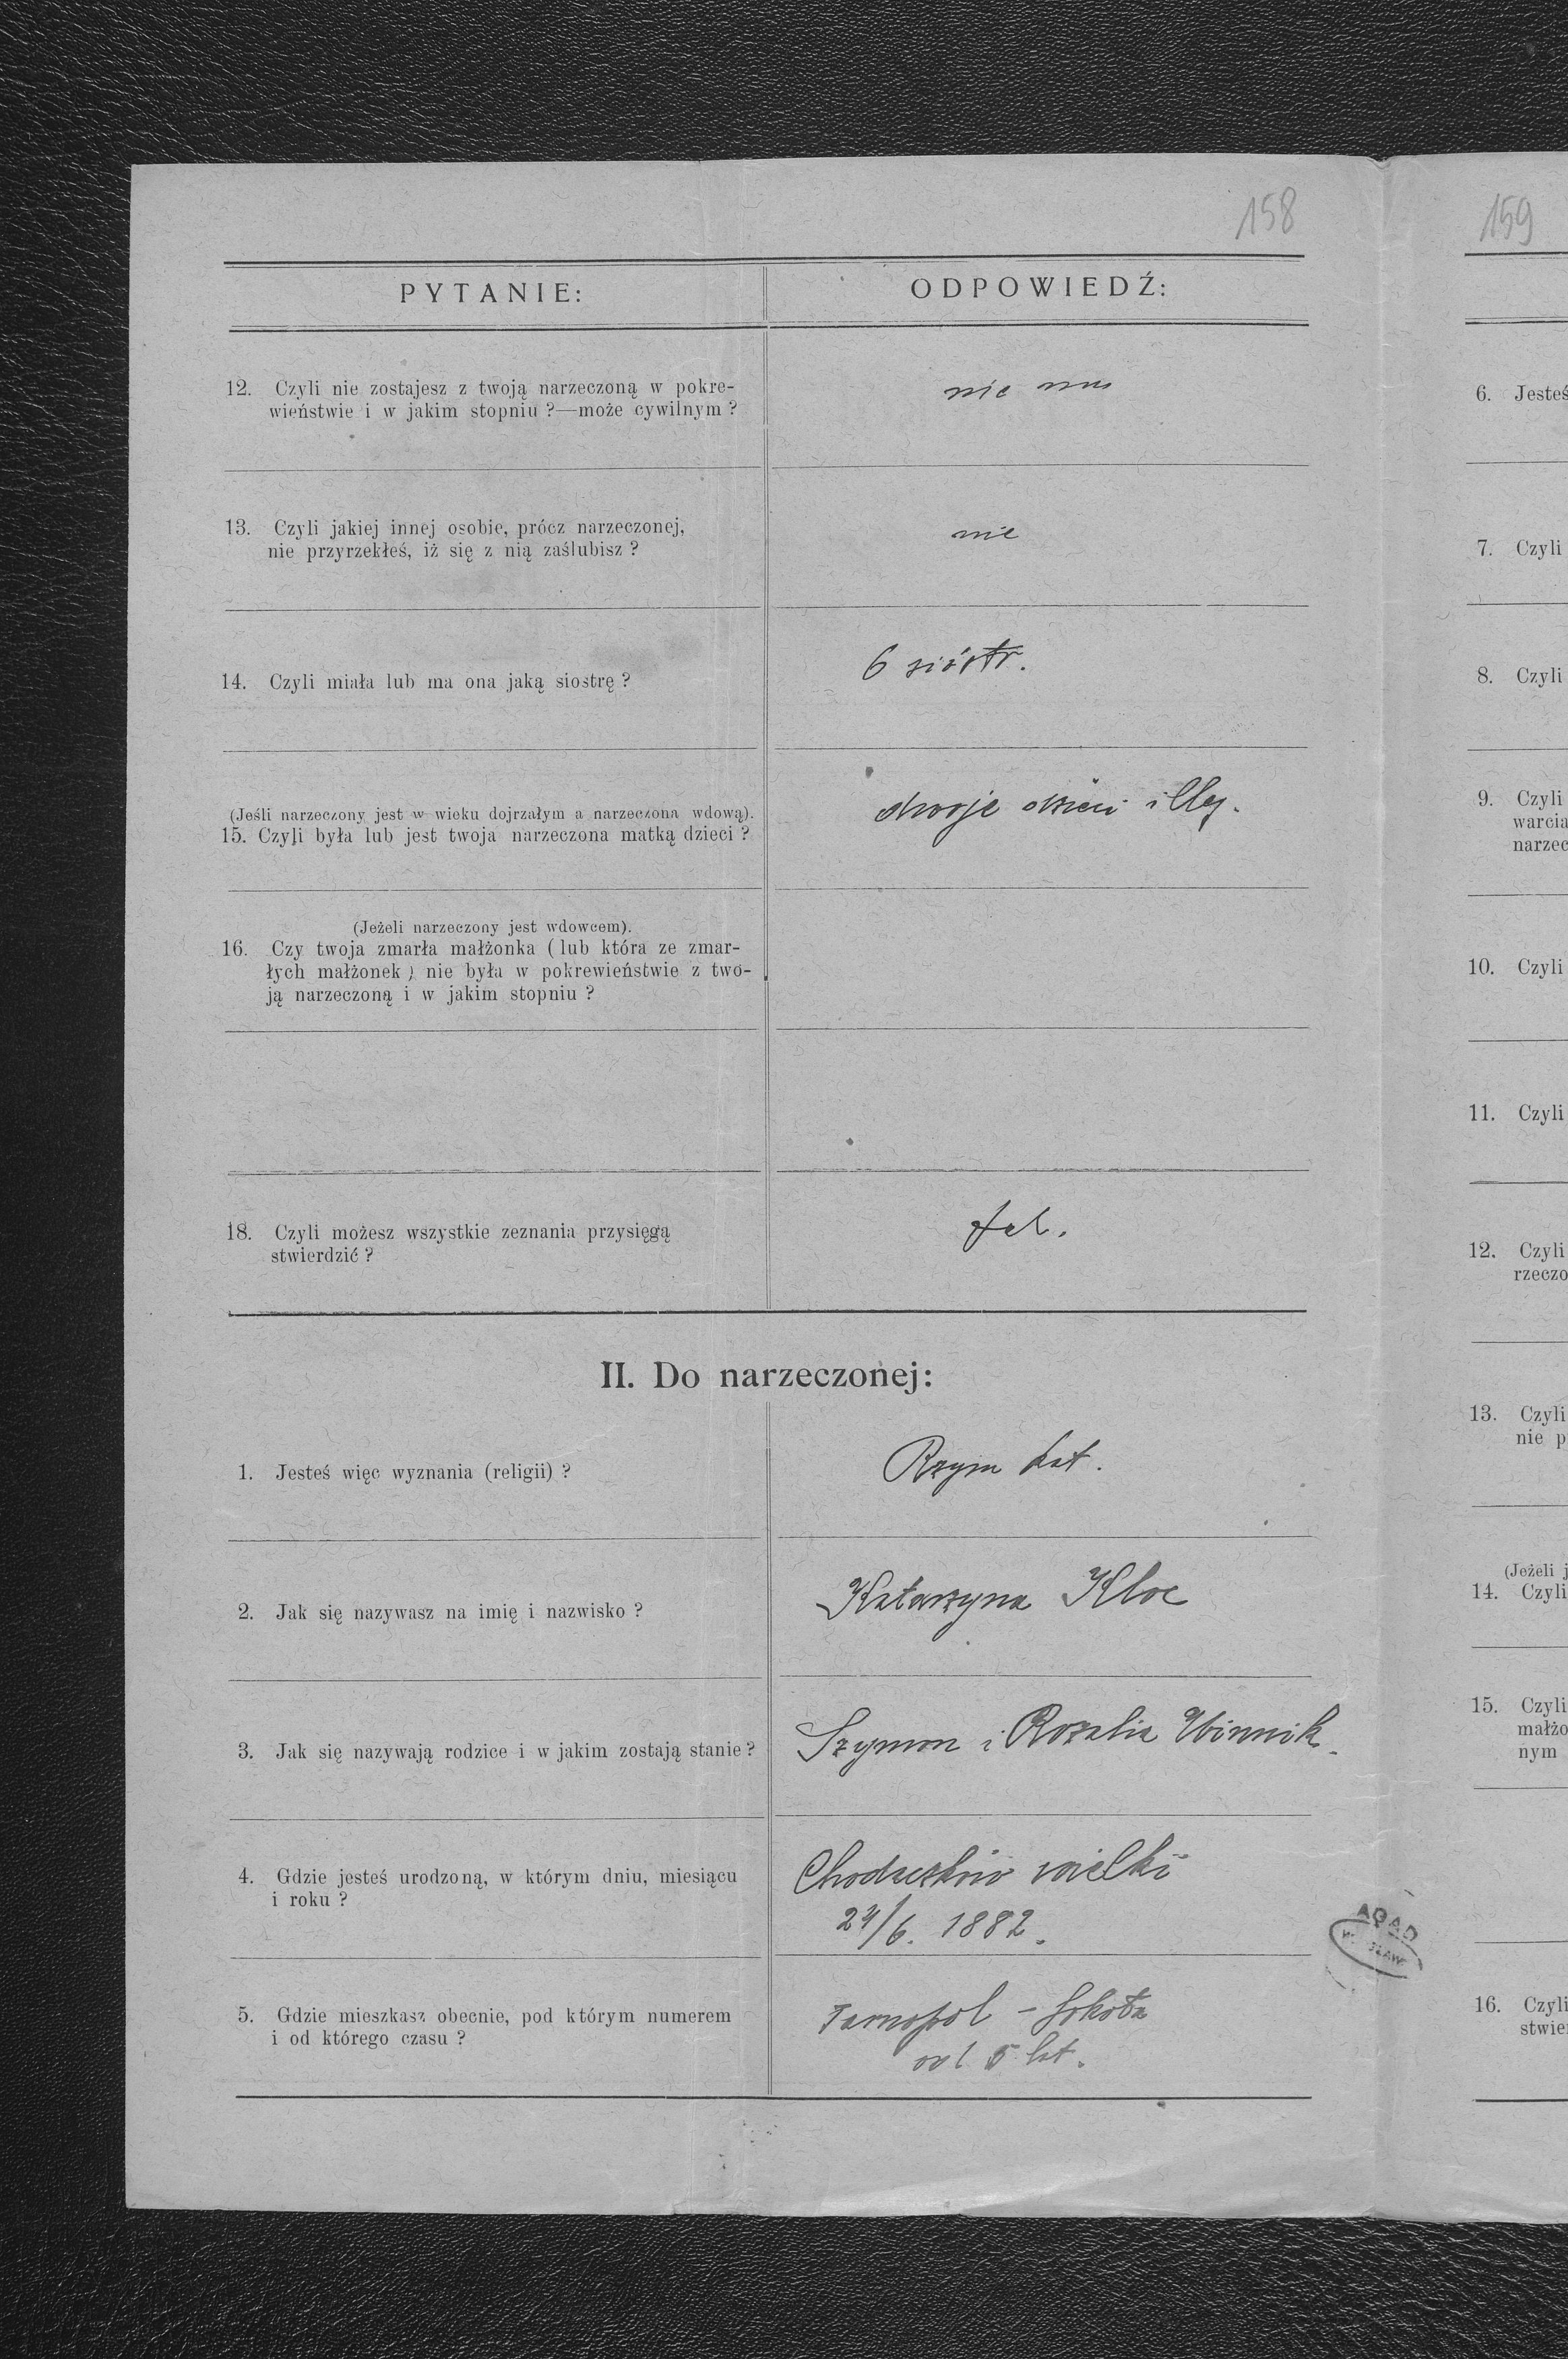 158
PYTANIE: ODPOWIEDŹ:
12. Czyli nie zostajesz z twoją narzeczoną w pokre-
wieństwie i w jakim stopniu ?—może cywilnym ?
nie
13. Czyli jakiej innej osobie, prócz narzeczonej,
nie przyrzekłeś, iż się z nią zaślubisz ?
nie
14. Czyli miała lub ma ona jaką siostrę ?
6 sióstr.
(Jeśli narzeczony jest w wieku dojrzałym a narzeczona wdową).
15. Czyli była lub jest twoja narzeczona matką dzieci ?
dwoje dzieci illeg.
(Jeżeli narzeczony jest wdowcem).
16. Czy twoja zmarła małżonka (lub która ze zmar-
łych małżonek) nie była w pokrewieństwie z two-
ją narzeczoną i w jakim stopniu ?
18. Czyli możesz wszystkie zeznania przysięgą
stwierdzić ?
tak.
II. Do narzeczonej:
1. Jesteś więc wyznania (religii) ?
Rzym kat.
2. Jak się nazywasz na imię i nazwisko ?
Katarzyna Kloc
3. Jak się nazywają rodzice i w jakim zostają stanie ?
Szymon i Rozalia Winnik.
4. Gdzie jesteś urodzoną, w którym dniu, miesiącu
i roku ?
Chodaczków wielki
24/6. 1882.
5. Gdzie mieszkasz obecnie, pod którym numerem
i od którego czasu ?
Tarnopol –
od 5 lat.
AGAD
159
6. Jesteś
7. Czyli
8. Czyli
9. Czyli
warcia
narzec
10. Czyli
11. Czyli
12. Czyli
rzeczo
13. Czyli
nie p
(Jeżeli j
14. Czyli
15. Czyli
małżo
nym
16. Czyli
stwier